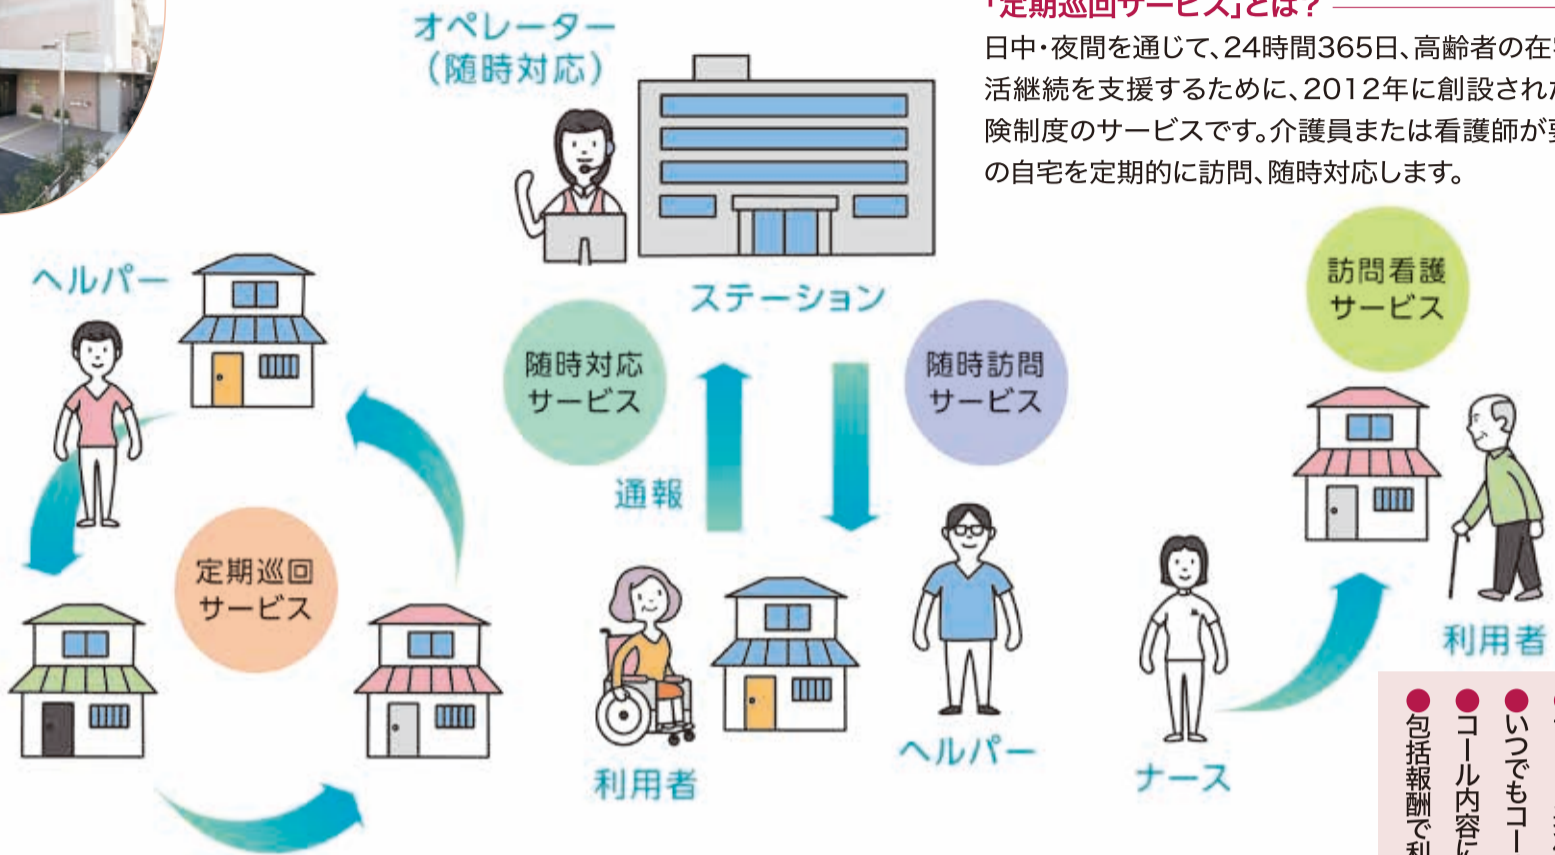 「定期巡回サービス」とは?
日中・夜間を通じて、24時間365日、高齢者の在
活継続を支援するために、2012年に創設された
険制度のサービスです。介護員または看護師が要
の自宅を定期的に訪問、随時対応します。
オペレーター
(随時対応)
ステーション
ヘルパー
定期巡回
サービス
随時対応
サービス
通報
随時訪問
サービス
利用者
ヘルパー
訪問看護
サービス
ナース
利用者
●いつでもコー
●コール内容に
●包括報酬で利